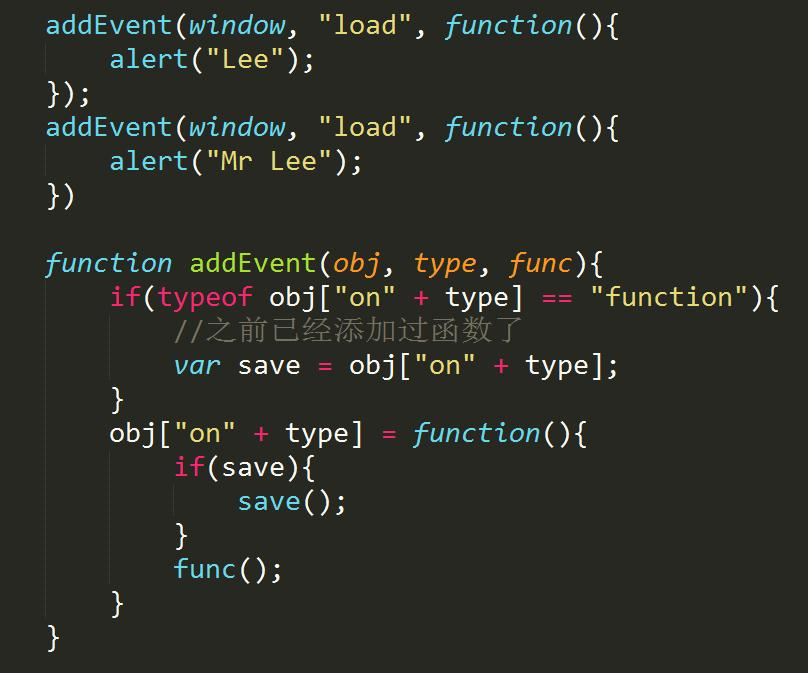 addEvent(window, "load", function(){
    alert("Lee");
});
addEvent(window, "load", function(){
    alert("Mr Lee");
})
function addEvent(obj, type, func){
    if(typeof obj["on" + type] == "function"){
        //之前已经添加过函数了
        var save = obj["on" + type];
    }
    obj["on" + type] = function(){
        if(save){
            save();
        }
        func();
    }
}